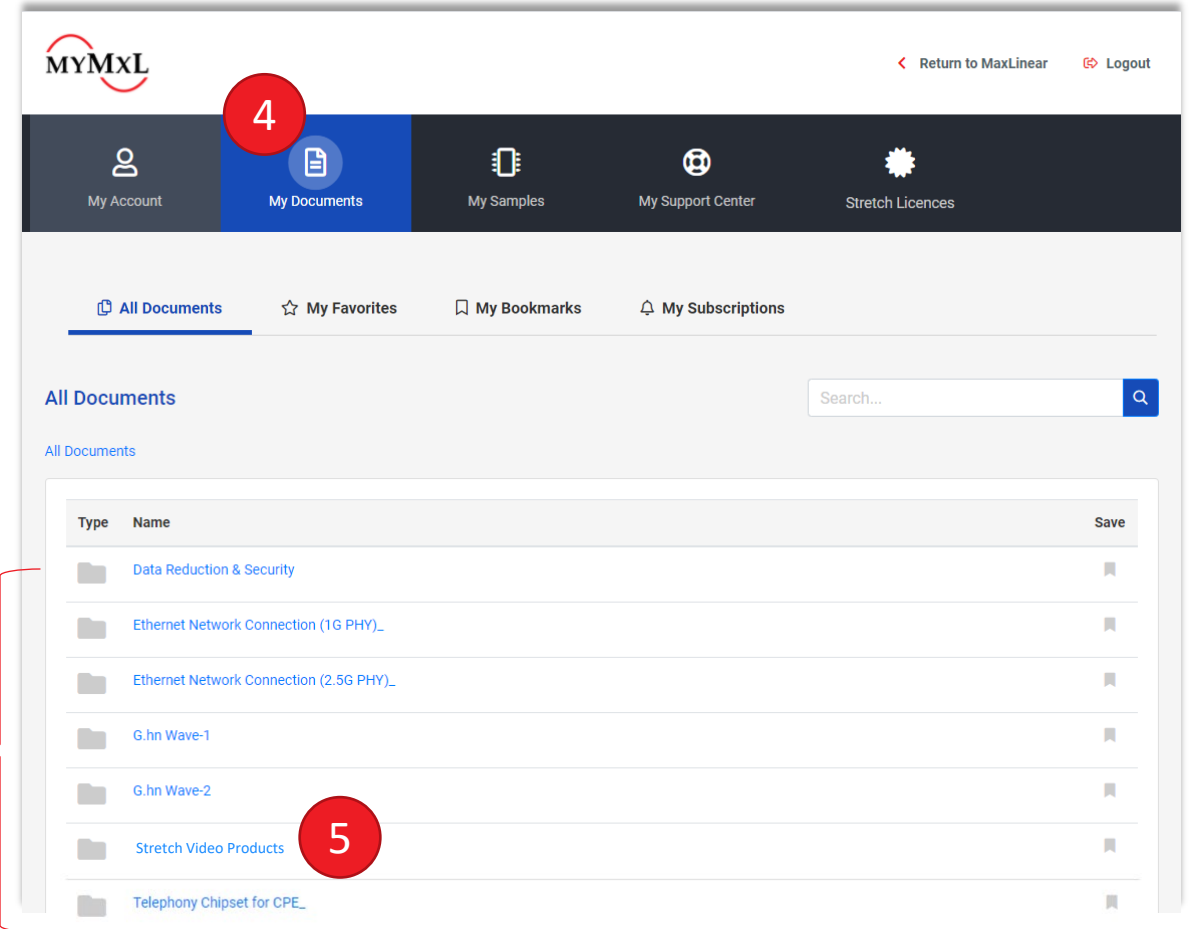 MYMXL
Return to MaxLinear Logout
4
My Account My Documents My Samples My Support Center Stretch Licences
All Documents My Favorites My Bookmarks My Subscriptions
All Documents Search...
All Documents
Type Name Save
Data Reduction & Security
Ethernet Network Connection (1G PHY)_
Ethernet Network Connection (2.5G PHY)_
G.hn Wave-1
G.hn Wave-2
Stretch Video Products 5
Telephony Chipset for CPE_